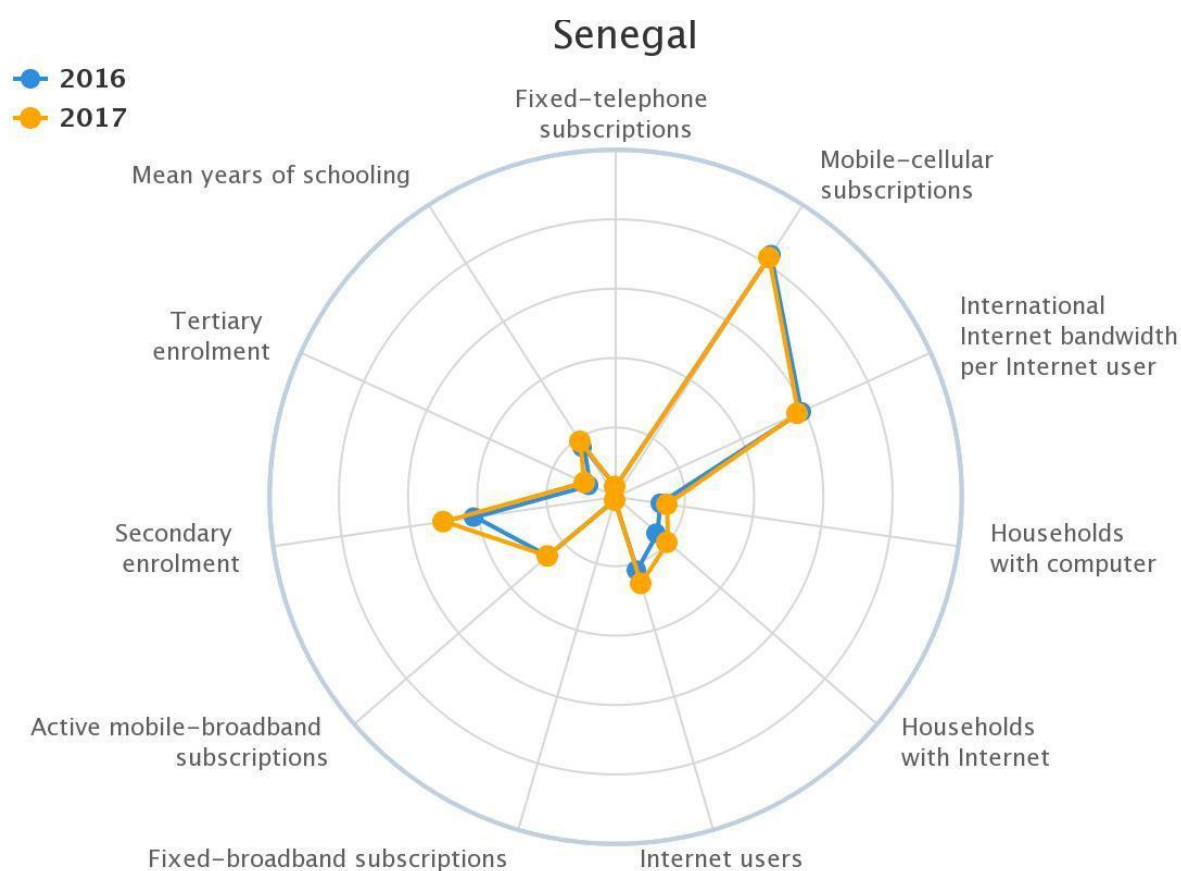 Senegal
2016
2017
Fixed-telephone
subscriptions
Mobile-cellular
subscriptions
International
Internet bandwidth
per Internet user
Households
with computer
Households
with Internet
Internet users
Fixed-broadband subscriptions
Active mobile-broadband
subscriptions
Secondary
enrolment
Tertiary
enrolment
Mean years of schooling